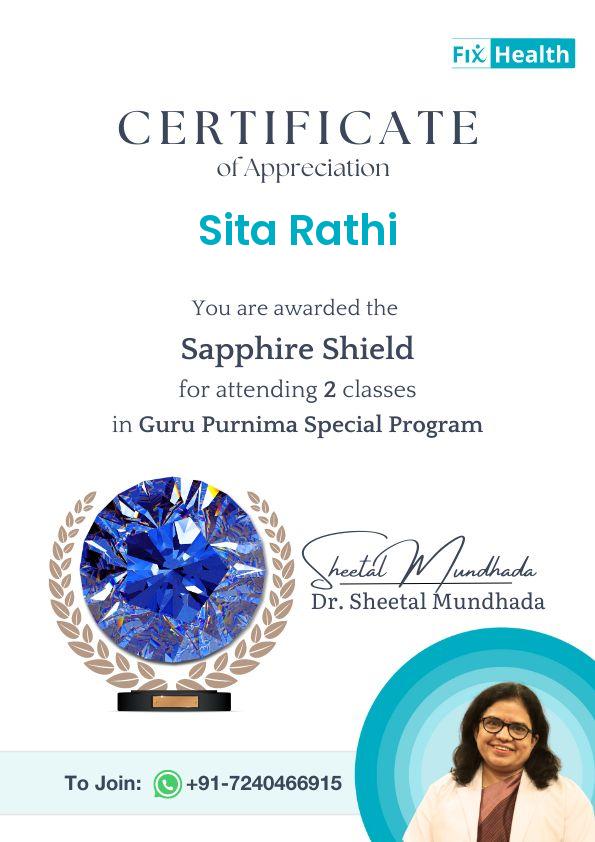 Fix Health
CERTIFICATE
of Appreciation
Sita Rathi
You are awarded the
Sapphire Shield
for attending 2 classes
in Guru Purnima Special Program
Sheetal Mundhada
Dr. Sheetal Mundhada
To Join: +91-7240466915